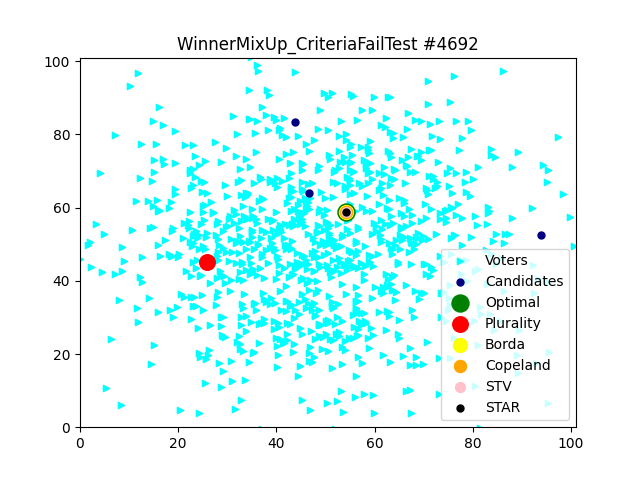 WinnerMixUp_CriteriaFailTest #4692
100
80
60
40
20
0
0
20
40
60
80
100
Voters
Candidates
Optimal
Plurality
Borda
Copeland
STV
STAR